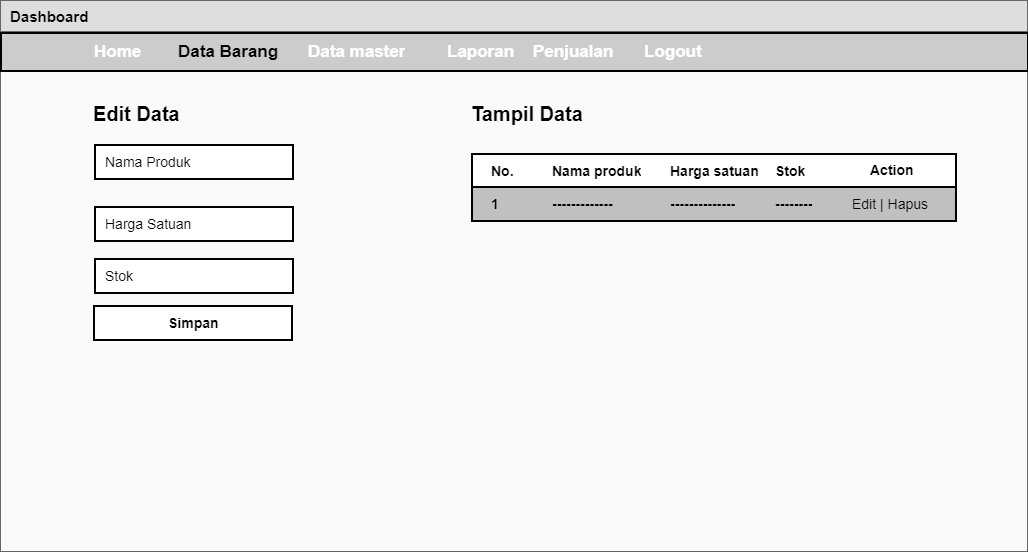 Dashboard
Home Data Barang Data master Laporan Penjualan Logout
Edit Data
Nama Produk
Harga Satuan
Stok
Simpan
Tampil Data
No. Nama produk Harga satuan Stok Action
1 ------------- -------------- -------- Edit | Hapus